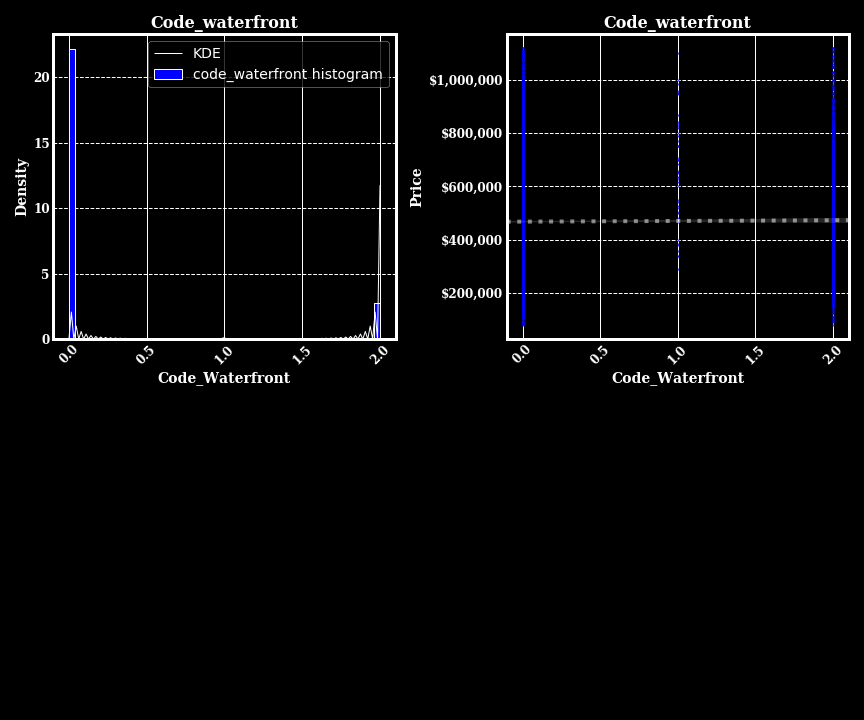 Code_waterfront
KDE
code_waterfront histogram
Density
20
15
10
5
0
0.0
0.5
1.0
1.5
2.0
Code_Waterfront
Code_waterfront
Price
$1,000,000
$800,000
$600,000
$400,000
$200,000
0.0
0.5
1.0
1.5
2.0
Code_Waterfront